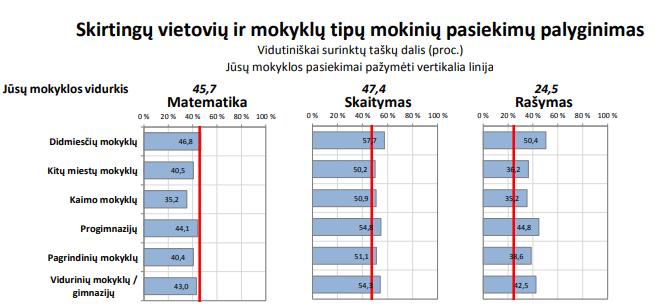 Skirtingų vietovių ir mokyklų tipų mokinių pasiekimų palyginimas
Vidutiniškai surinktų taškų dalis (proc.)
Jūsų mokyklos pasiekimai pažymėti vertikalia linija
Jūsų mokyklos vidurkis 45,7 47,4 24,5
Matematika Skaitymas Rašymas
0 % 20 % 40 % 60 % 80 % 100 % 0 % 20 % 40 % 60 % 80 % 100 % 0 % 20 % 40 % 60 % 80 % 100 %
Didmiesčių mokyklų 46,8 57,7 50,4
Kitų miestų mokyklų 40,5 50,2 36,2
Kaimo mokyklų 35,2 50,9 35,2
Progimnazijų 44,1 54,8 44,8
Pagrindinių mokyklų 40,4 51,1 38,6
Vidurinių mokyklų / 43,0 54,3 42,5
gimnazijų